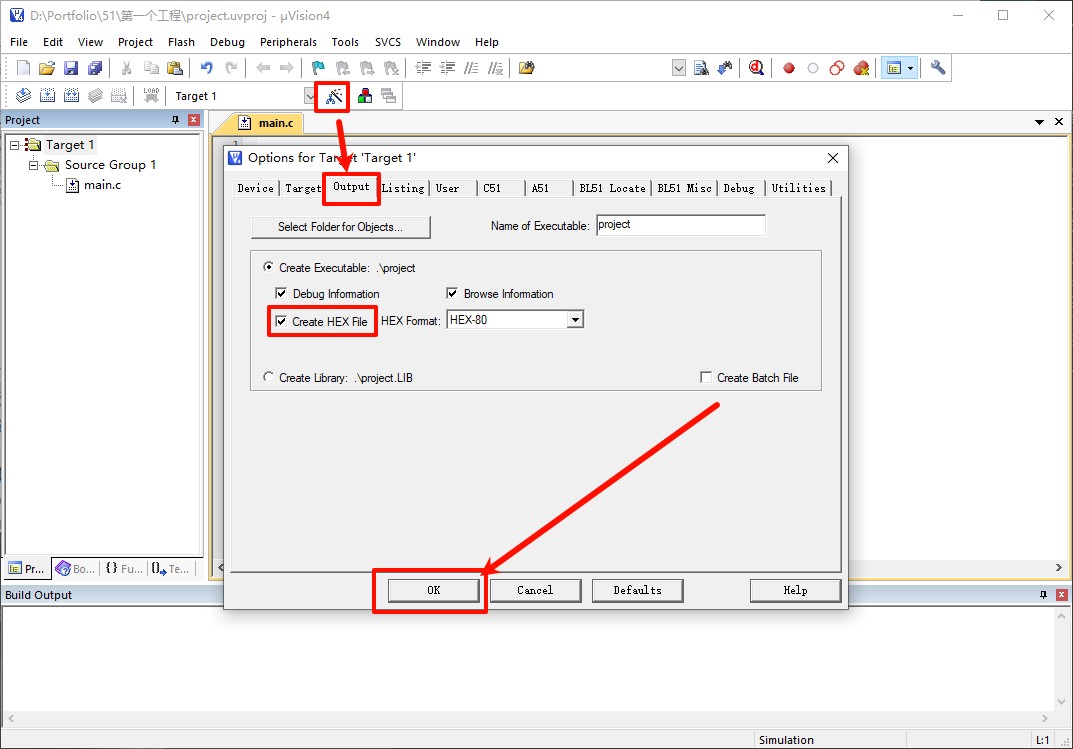 D:\Portfolio\51\第一个工程\project.uvproj - µVision4
File Edit View Project Flash Debug Peripherals Tools SVCS Window Help
LOAD Target 1
Project
main.c
Target 1
Source Group 1
main.c
1
Options for Target 'Target 1'
Device Target Output Listing User C51 A51 BL51 Locate BL51 Misc Debug Utilities
Select Folder for Objects... Name of Executable: project
Create Executable: .\project
Debug Information Browse Information
Create HEX File HEX Format: HEX-80
Create Library: .\project.LIB Create Batch File
OK Cancel Defaults Help
Pr... Bo... {} Fu... 0 Te...
Build Output
Simulation L:1